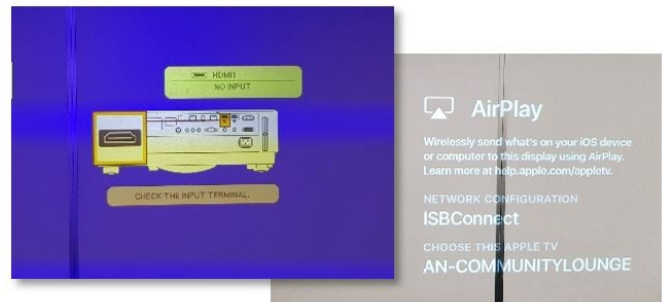 HDMI1
NO INPUT
CHECK THE INPUT TERMINAL.
AirPlay
Wirelessly send what's on your iOS device
or computer to this display using AirPlay.
Learn more at help.apple.com/appletv.
NETWORK CONFIGURATION
ISBConnect
CHOOSE THIS APPLE TV
AN-COMMUNITYLOUNGE